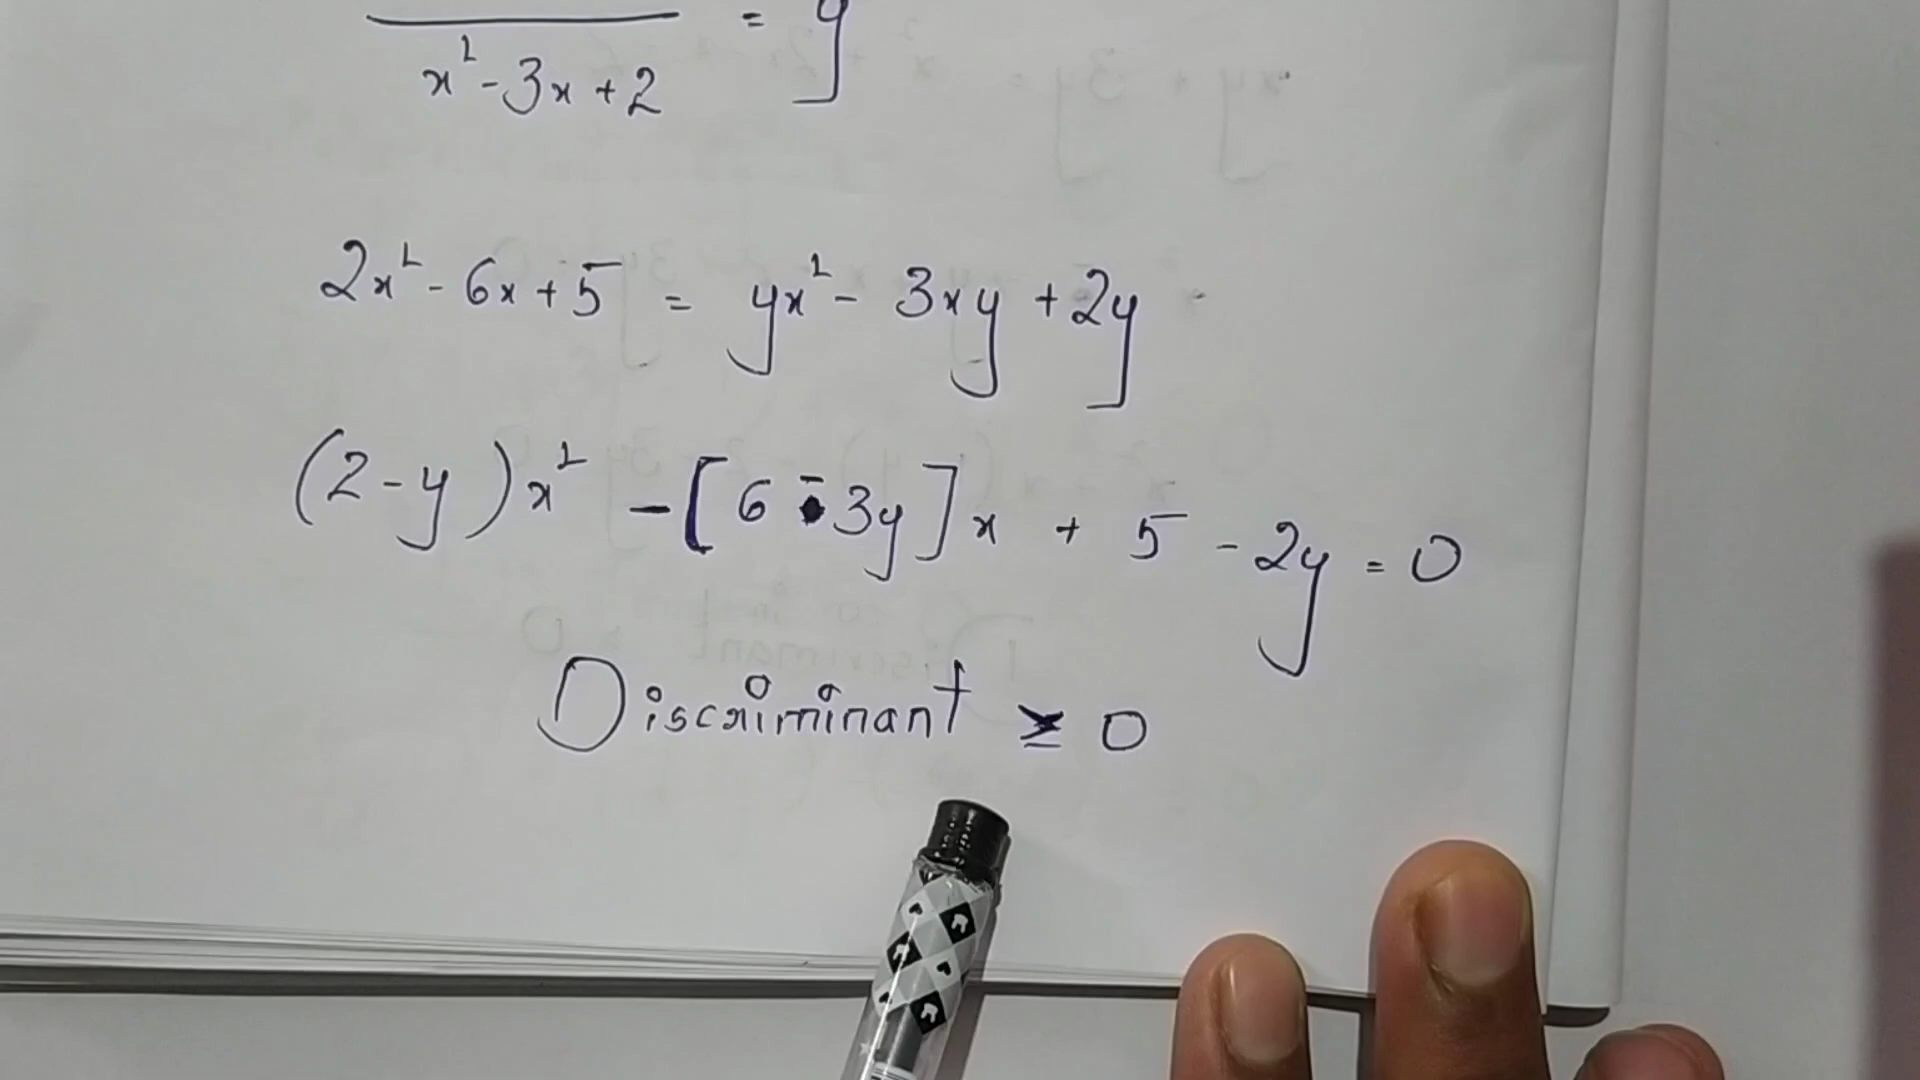 x² - 3x + 2 = y
2x² - 6x + 5 = yx² - 3xy + 2y
(2 - y)x² - [6 - 3y]x + 5 - 2y = 0
Discriminant ≥ 0